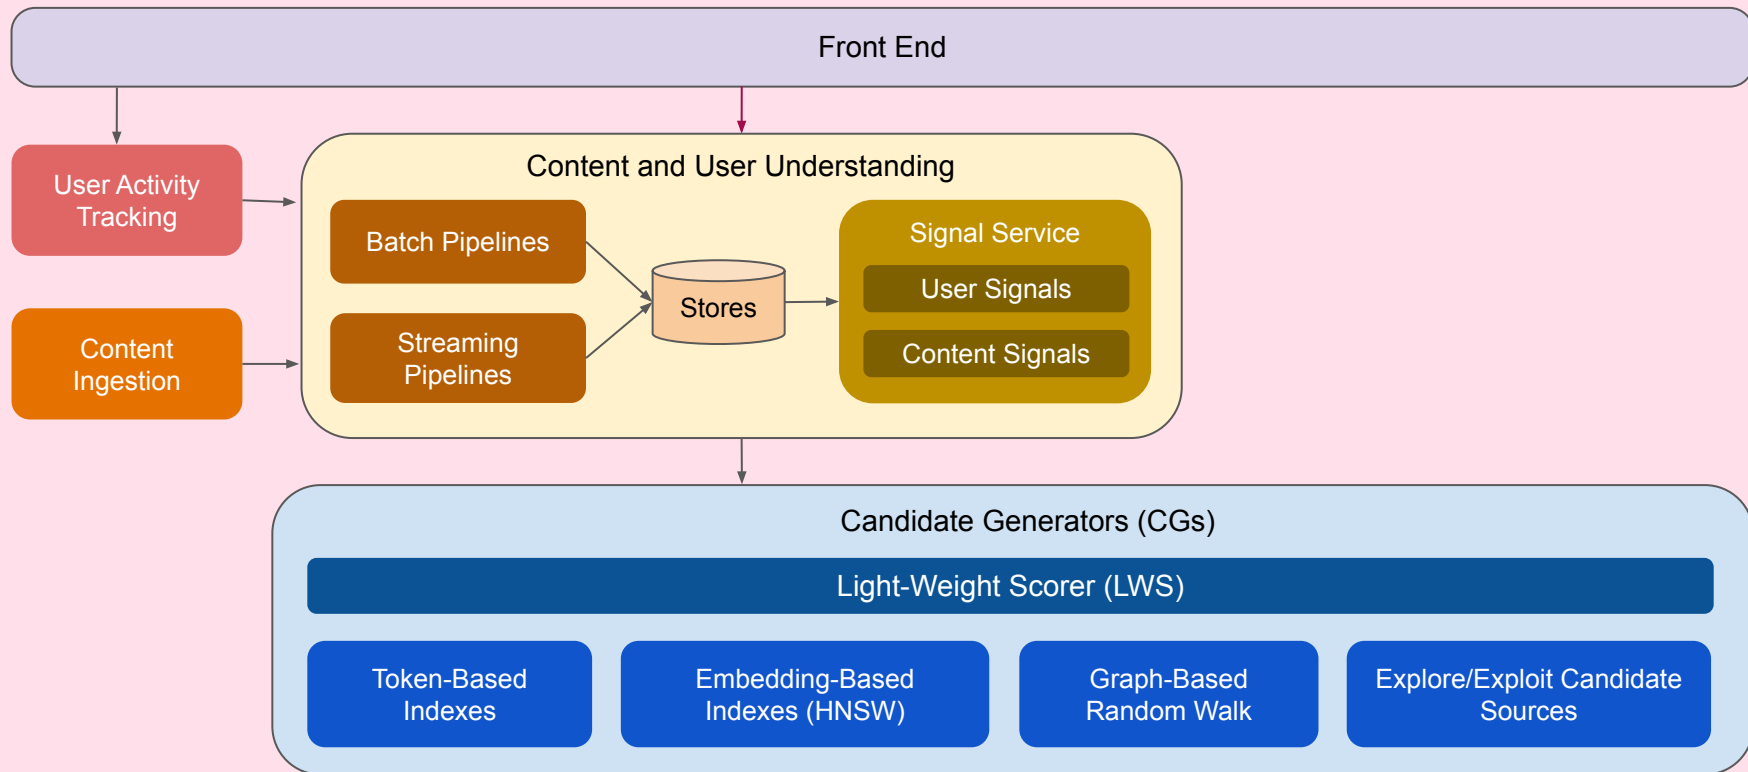 Front End
User Activity
Tracking
Content
Ingestion
Content and User Understanding
Batch Pipelines
Streaming
Pipelines
Stores
Signal Service
User Signals
Content Signals
Candidate Generators (CGs)
Light-Weight Scorer (LWS)
Token-Based
Indexes
Embedding-Based
Indexes (HNSW)
Graph-Based
Random Walk
Explore/Exploit Candidate
Sources